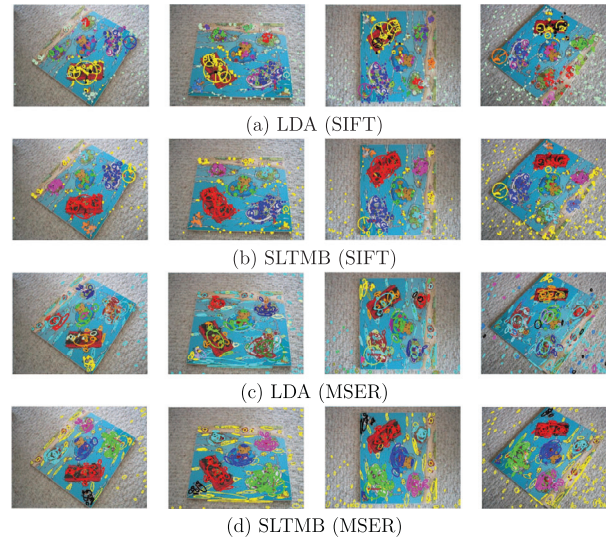 (a) LDA (SIFT)
(b) SLTMB (SIFT)
(c) LDA (MSER)
(d) SLTMB (MSER)